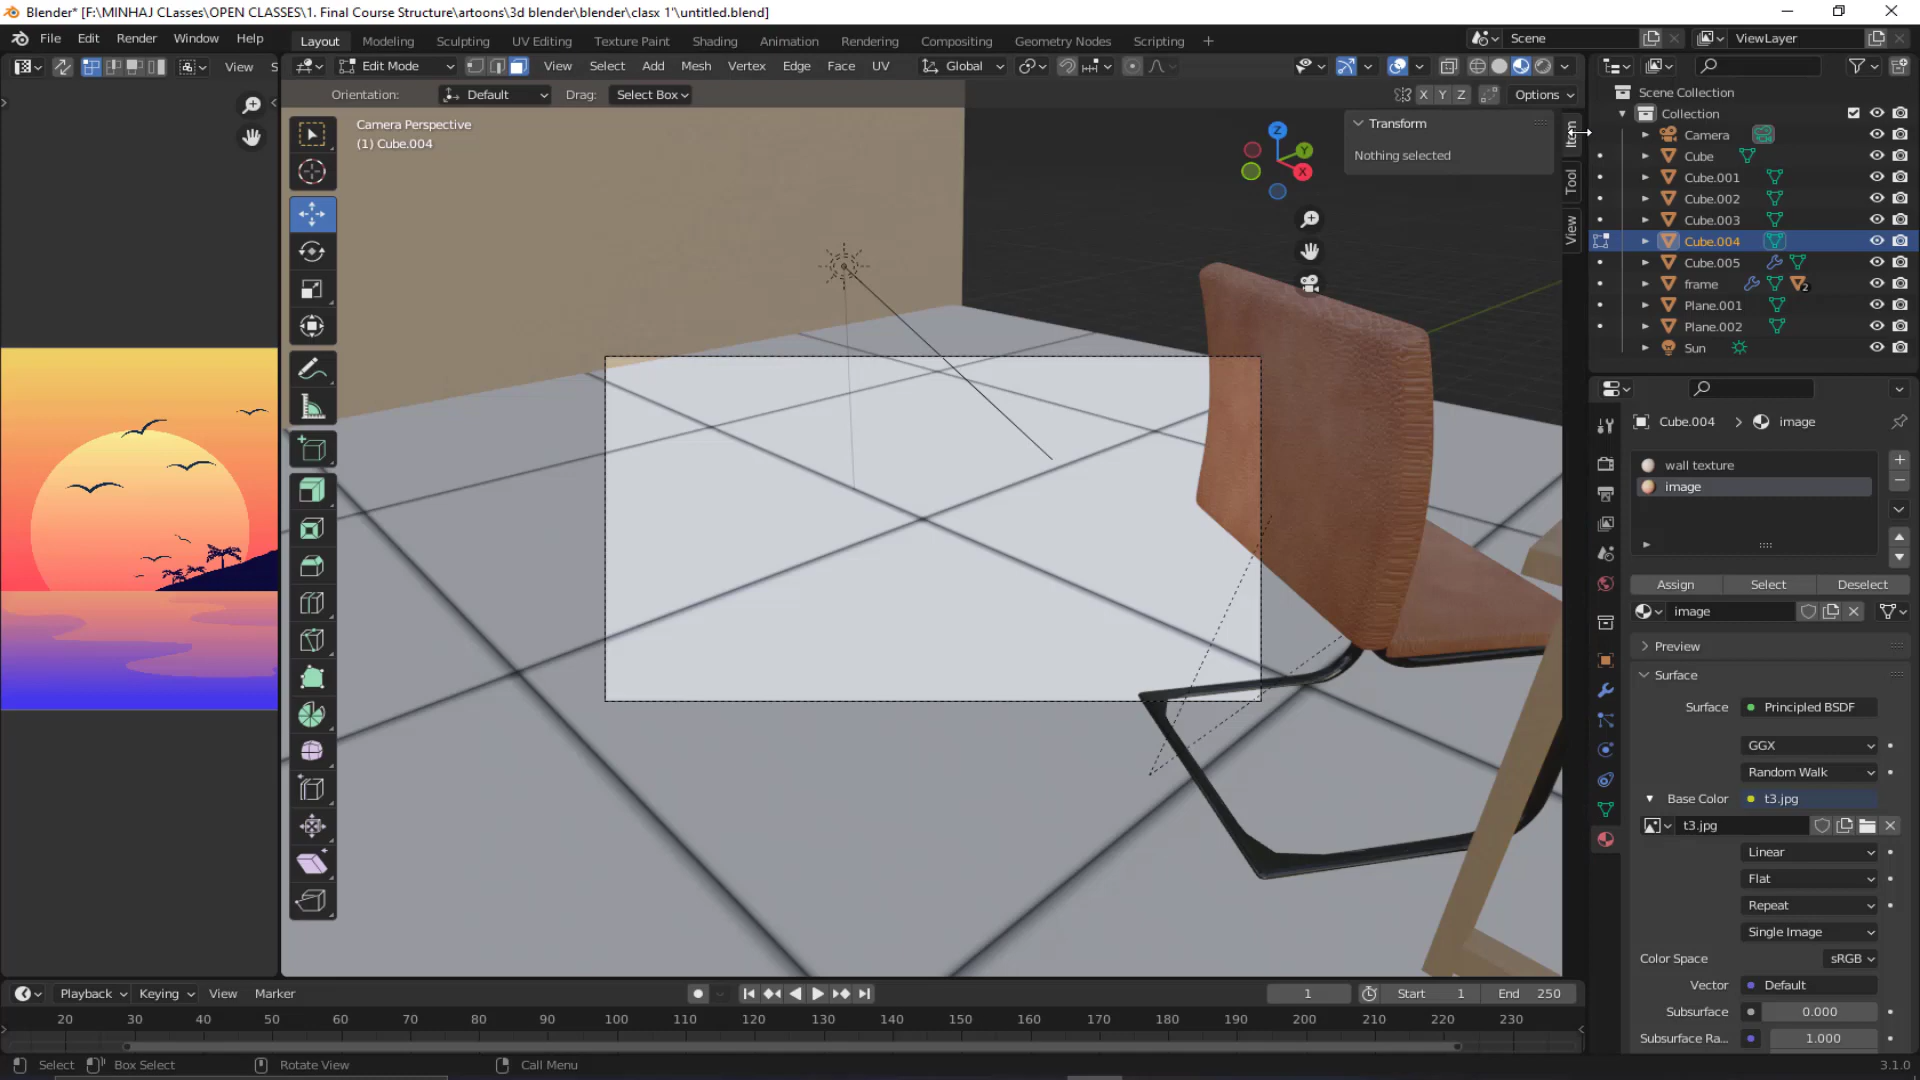 Blender* [F:\MINHAJ CLasses\OPEN CLASSES\1. Final Course Structure\artoons\3d blender\blender\clasx 1'\untitled.blend]
File Edit Render Window Help
Layout Modeling Sculpting UV Editing Texture Paint Shading Animation Rendering Compositing Geometry Nodes Scripting +
Scene ViewLayer
View S
Edit Mode View Select Add Mesh Vertex Edge Face UV Global
Orientation: Default Drag: Select Box
X Y Z Options
Camera Perspective
(1) Cube.004
Transform
Nothing selected
Item
Tool
View
Z
Y
X
Scene Collection
Collection
Camera
Cube
Cube.001
Cube.002
Cube.003
Cube.004
Cube.005
frame 2
Plane.001
Plane.002
Sun
Cube.004 > image
wall texture
image
Assign Select Deselect
image
Preview
Surface
Surface Principled BSDF
GGX
Random Walk
Base Color t3.jpg
t3.jpg
Linear
Flat
Repeat
Single Image
Color Space sRGB
Vector Default
Subsurface 0.000
Subsurface Ra... 1.000
Playback Keying View Marker
1 Start 1 End 250
20 30 40 50 60 70 80 90 100 110 120 130 140 150 160 170 180 190 200 210 220 230
Select Box Select Rotate View Call Menu 3.1.0